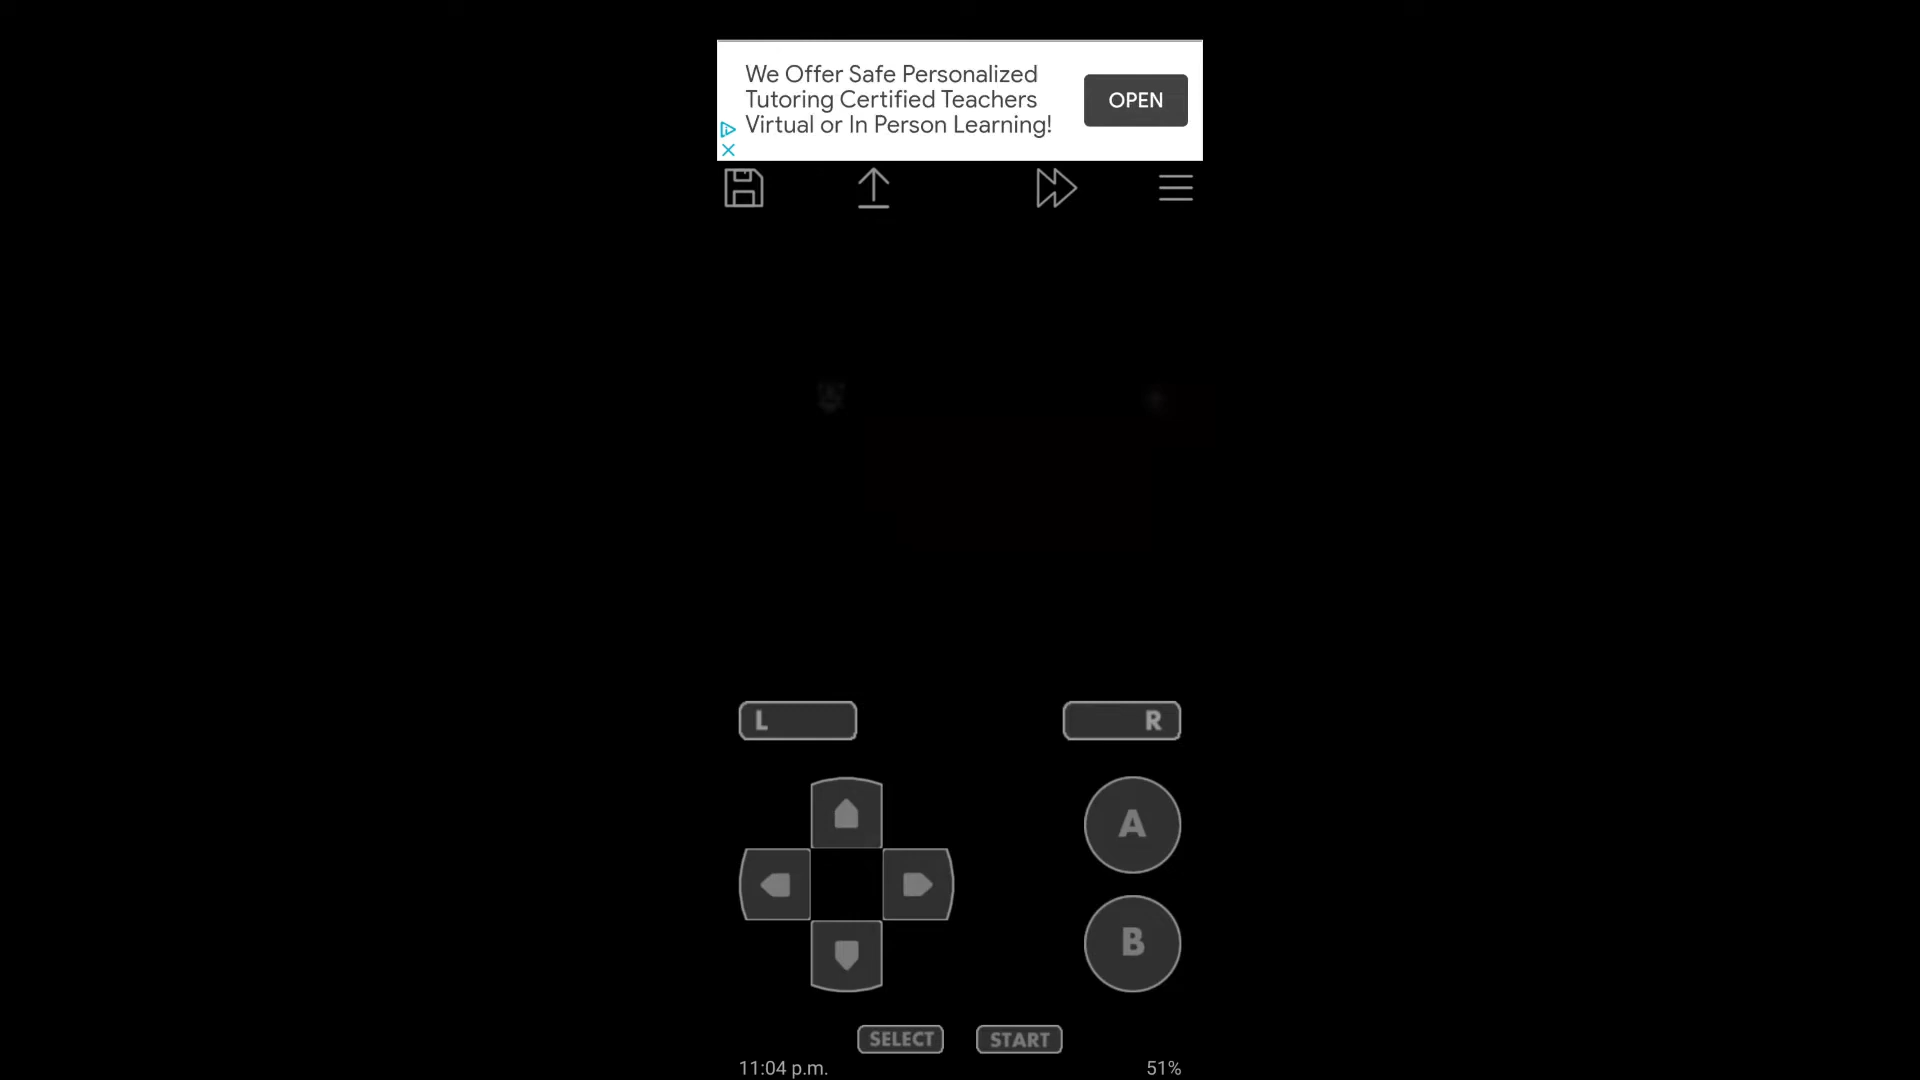 We Offer Safe Personalized
Tutoring Certified Teachers
Virtual or In Person Learning!
OPEN
L
R
A
B
SELECT
START
11:04 p.m.
51%